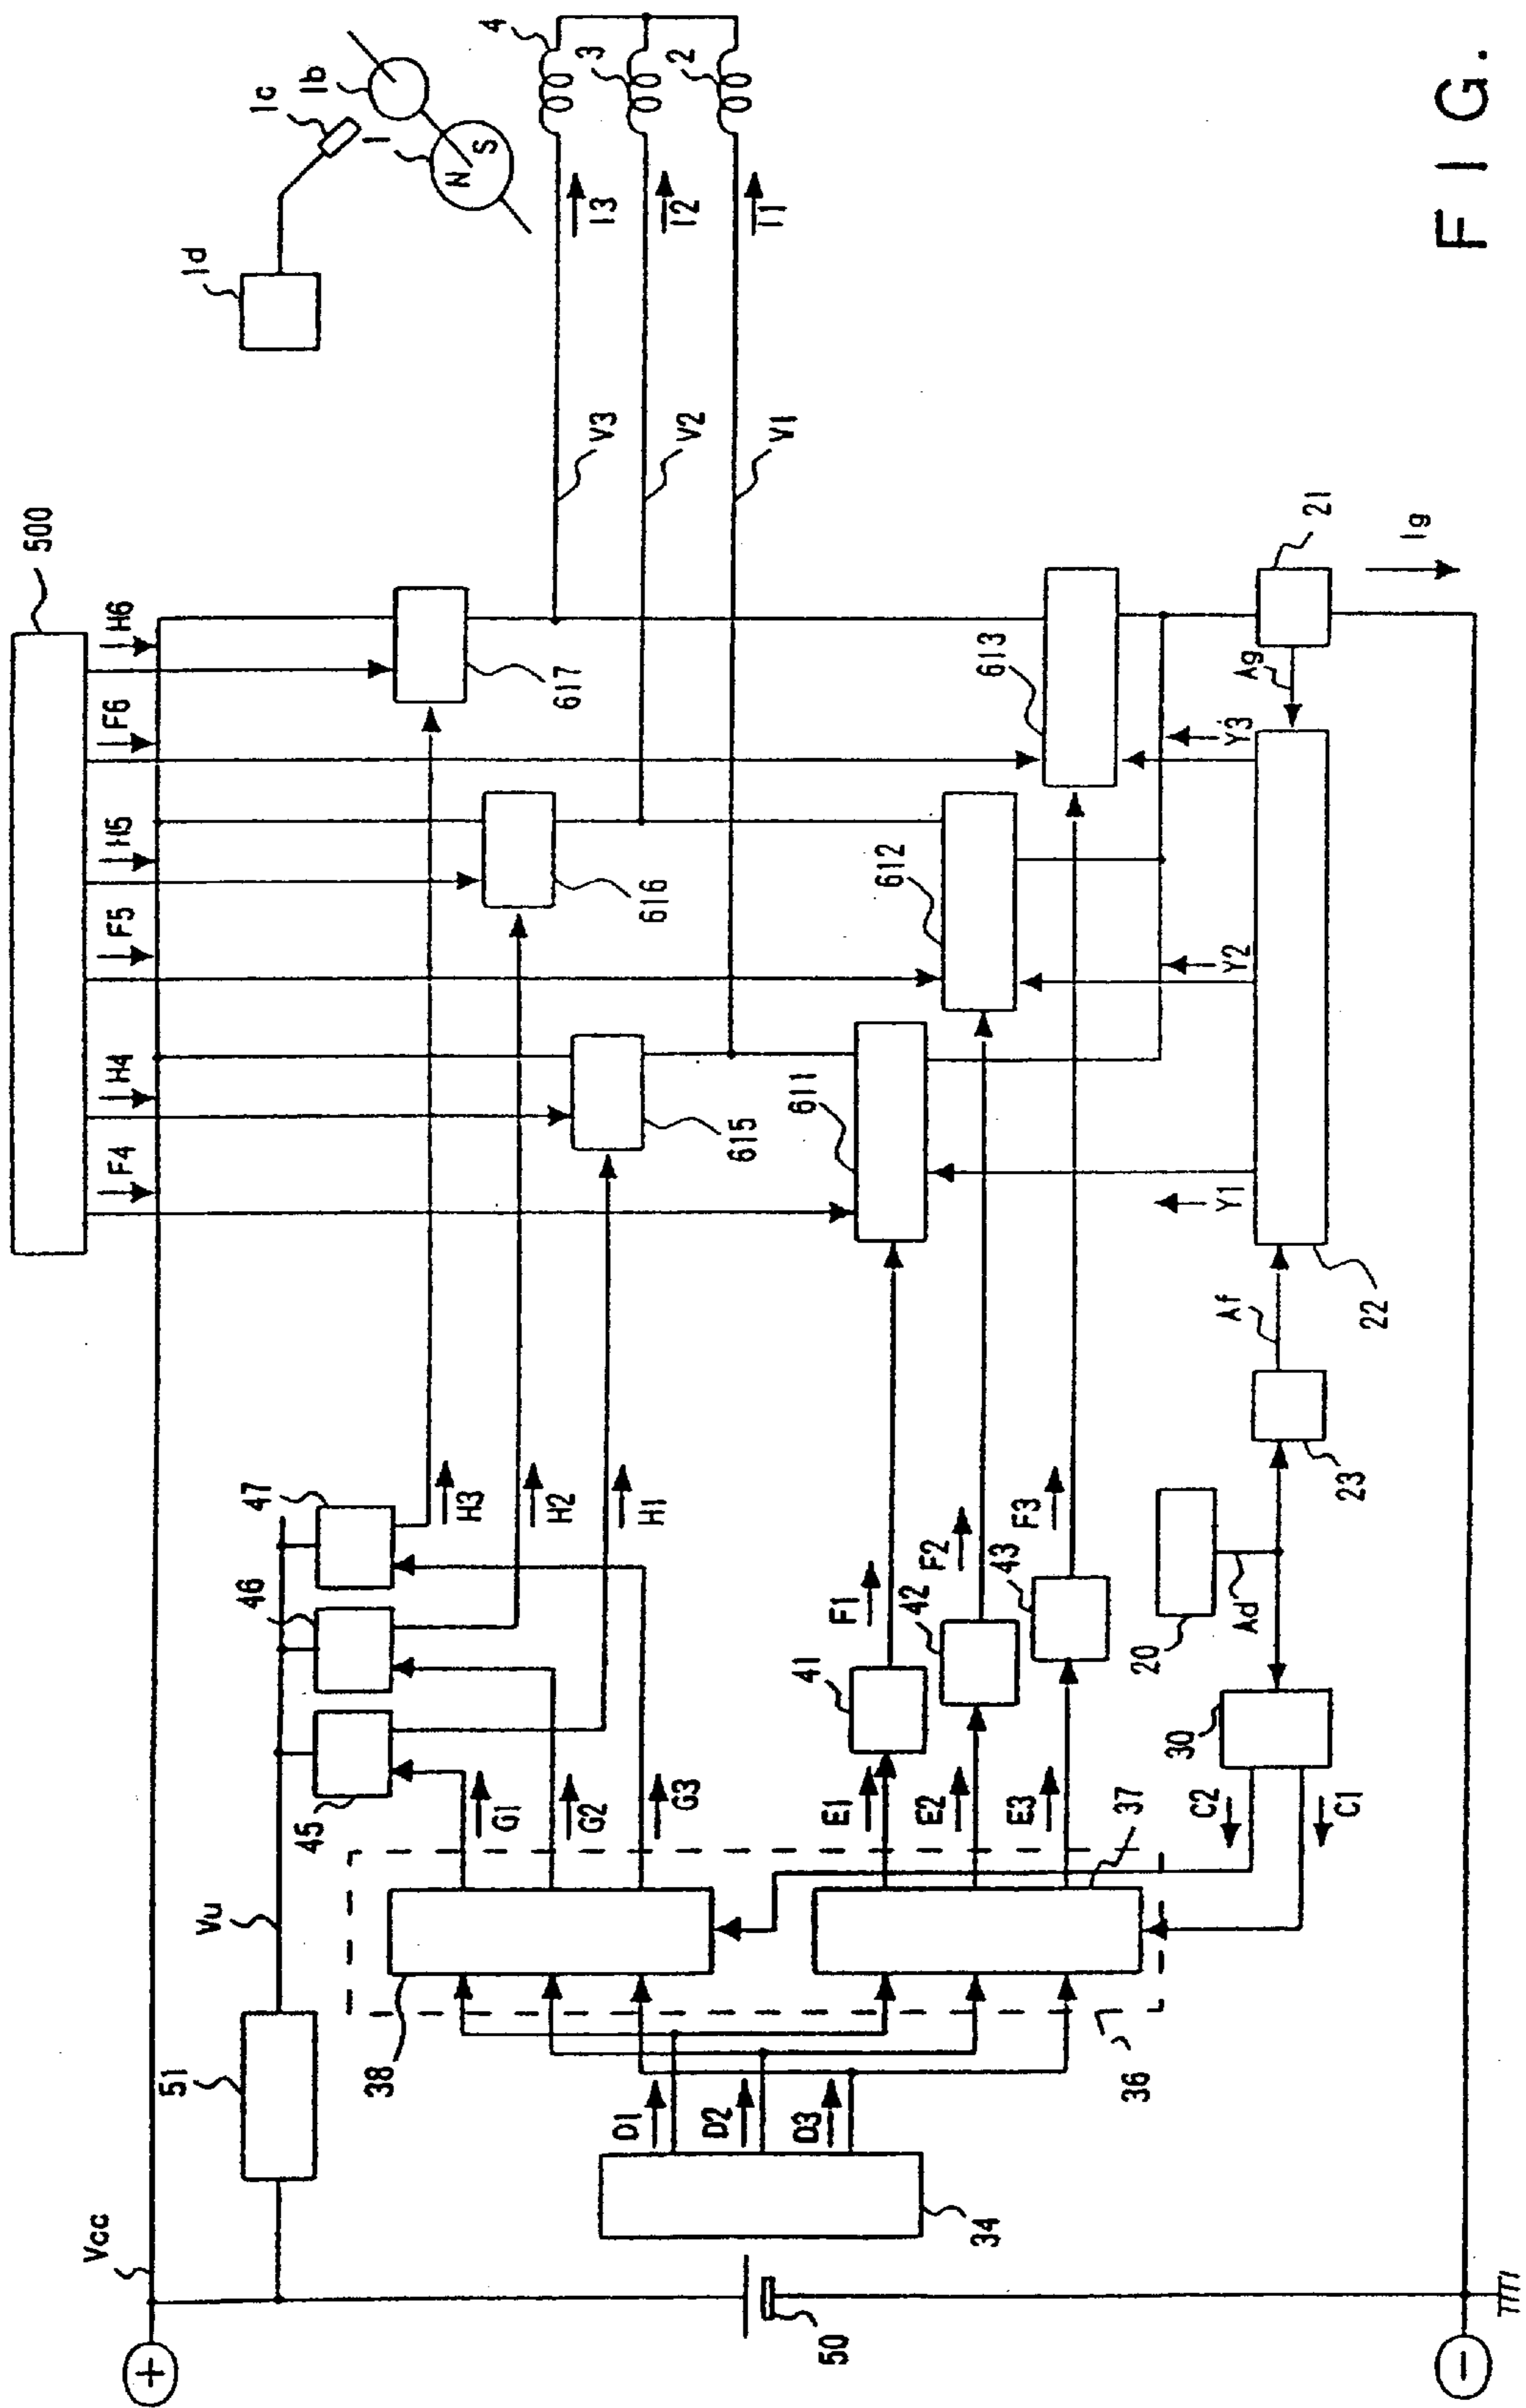 500
F4
H4
F5
H5
F6
H6
1d
1c
1b
1
N
S
4
3
2
I3
I2
I1
V3
V2
V1
617
616
615
611
612
613
21
Ig
Ag
Y1
Y2
Y3
22
Af
23
20
Ad
30
C2
C1
47
46
45
H3
H2
H1
F1
F2
F3
41
42
43
G1
G2
G3
E1
E2
E3
37
38
36
Vu
51
D1
D2
D3
34
Vcc
50
+
−
FIG.